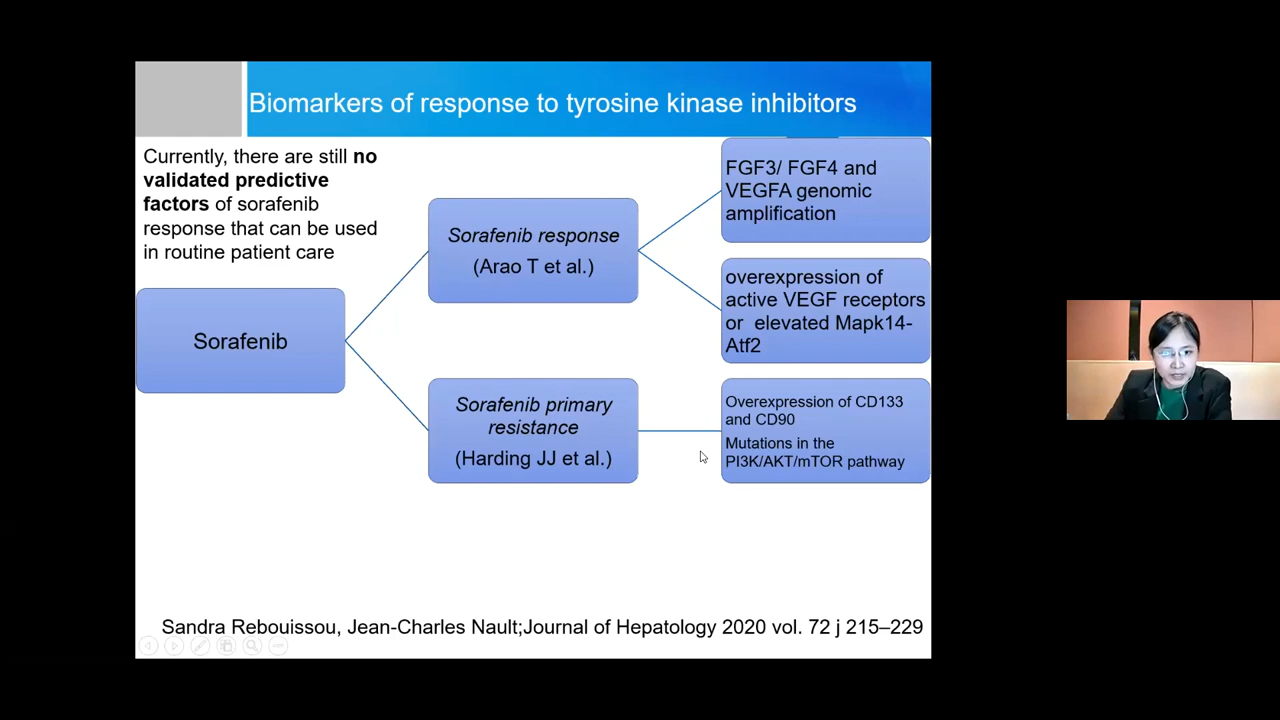 Biomarkers of response to tyrosine kinase inhibitors
Currently, there are still no
validated predictive
factors of sorafenib
response that can be used
in routine patient care
Sorafenib
Sorafenib response
(Arao T et al.)
Sorafenib primary
resistance
(Harding JJ et al.)
FGF3/ FGF4 and
VEGFA genomic
amplification
overexpression of
active VEGF receptors
or elevated Mapk14-
Atf2
Overexpression of CD133
and CD90
Mutations in the
PI3K/AKT/mTOR pathway
Sandra Rebouissou, Jean-Charles Nault;Journal of Hepatology 2020 vol. 72 j 215–229